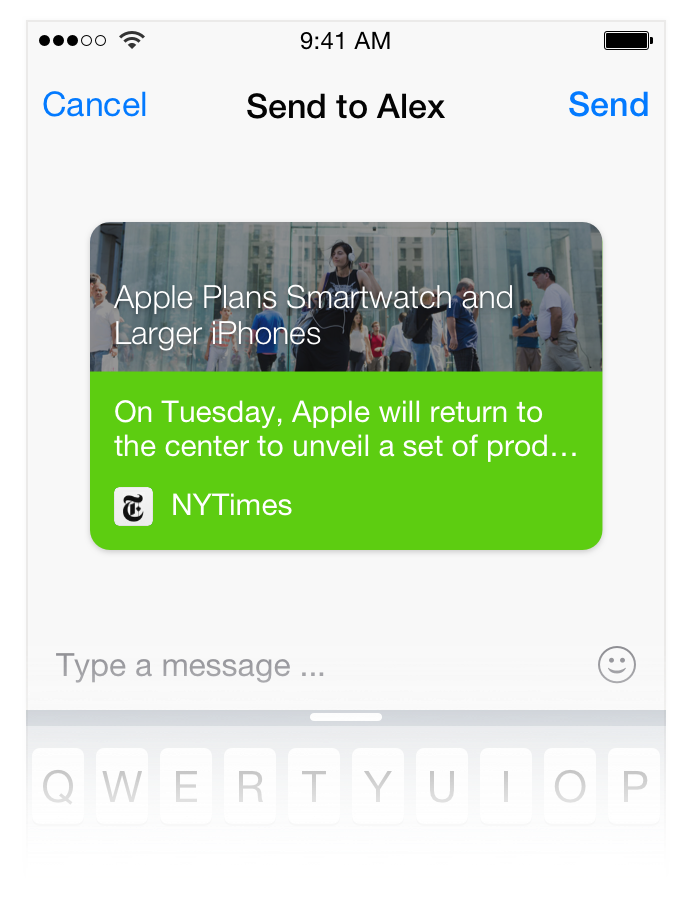 9:41 AM
Cancel Send to Alex Send
Apple Plans Smartwatch and
Larger iPhones
On Tuesday, Apple will return to
the center to unveil a set of prod...
T NYTimes
Type a message ...
Q W E R T Y U I O P